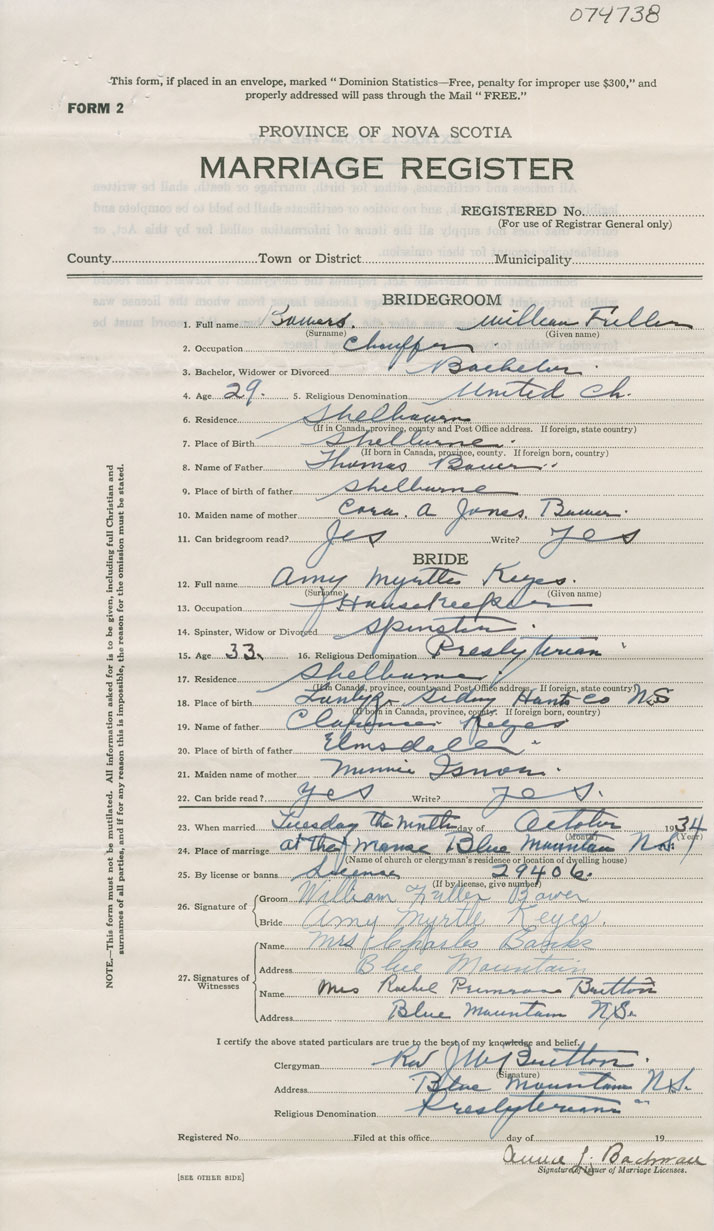 074738
This form, if placed in an envelope, marked “ Dominion Statistics—Free, penalty for improper use $300,” and
properly addressed will pass through the Mail “ FREE.”
FORM 2
PROVINCE OF NOVA SCOTIA
MARRIAGE REGISTER
REGISTERED No.
(For use of Registrar General only)
County Town or District Municipality
BRIDEGROOM
1. Full name Bowers. William Fuller
(Surname) (Given name)
2. Occupation Chauffer
3. Bachelor, Widower or Divorced Bachelor
4. Age 29. 5. Religious Denomination United Ch.
6. Residence
(If in Canada, province, county and Post Office address. If foreign, state country)
7. Place of Birth Shelburne.
(If born in Canada, province, county. If foreign born, country)
8. Name of Father Thomas Bower
9. Place of birth of father Shelburne
10. Maiden name of mother Cora. A Jones. Bower.
11. Can bridegroom read? Yes Write? Yes
BRIDE
12. Full name Amy Myrtle Keyes.
(Surname) (Given name)
13. Occupation Housekeeper
14. Spinster, Widow or Divorced Spinster
15. Age 33. 16. Religious Denomination Presbyterian
17. Residence Shelburne
(If in Canada, province, county and Post Office address. If foreign, state country)
18. Place of birth Hants Co N.S
(If born in Canada, province, county. If foreign born, country)
19. Name of father Keyes
20. Place of birth of father Elmsdale
21. Maiden name of mother Minnie Isnor.
22. Can bride read? Yes Write? Yes.
23. When married Tuesday the Ninth day of October 1934
(Month) (Year)
24. Place of marriage at the Manse Blue Mountain N.S.
(Name of church or clergyman's residence or location of dwelling house)
25. By license or banns License 29406.
(If by license, give number)
26. Signature of Groom William Fuller Bower
Bride Amy Myrtle Keyes.
27. Signatures of Witnesses Name Mrs Charles Banks
Address Blue Mountain
Name Mrs Rachel Primrose Britton
Address Blue Mountain N.S.
I certify the above stated particulars are true to the best of my knowledge and belief.
Clergyman Rev J W Britton.
(Signature)
Address Blue Mountain N.S.
Religious Denomination Presbyterian
Registered No. Filed at this office day of 19
Annie L. Bachman
Signature of Issuer of Marriage Licenses.
[SEE OTHER SIDE]
NOTE.—This form must not be mutilated. All information asked for is to be given, including full Christian and
surnames of all parties, and if for any reason this is impossible, the reason for the omission must be stated.